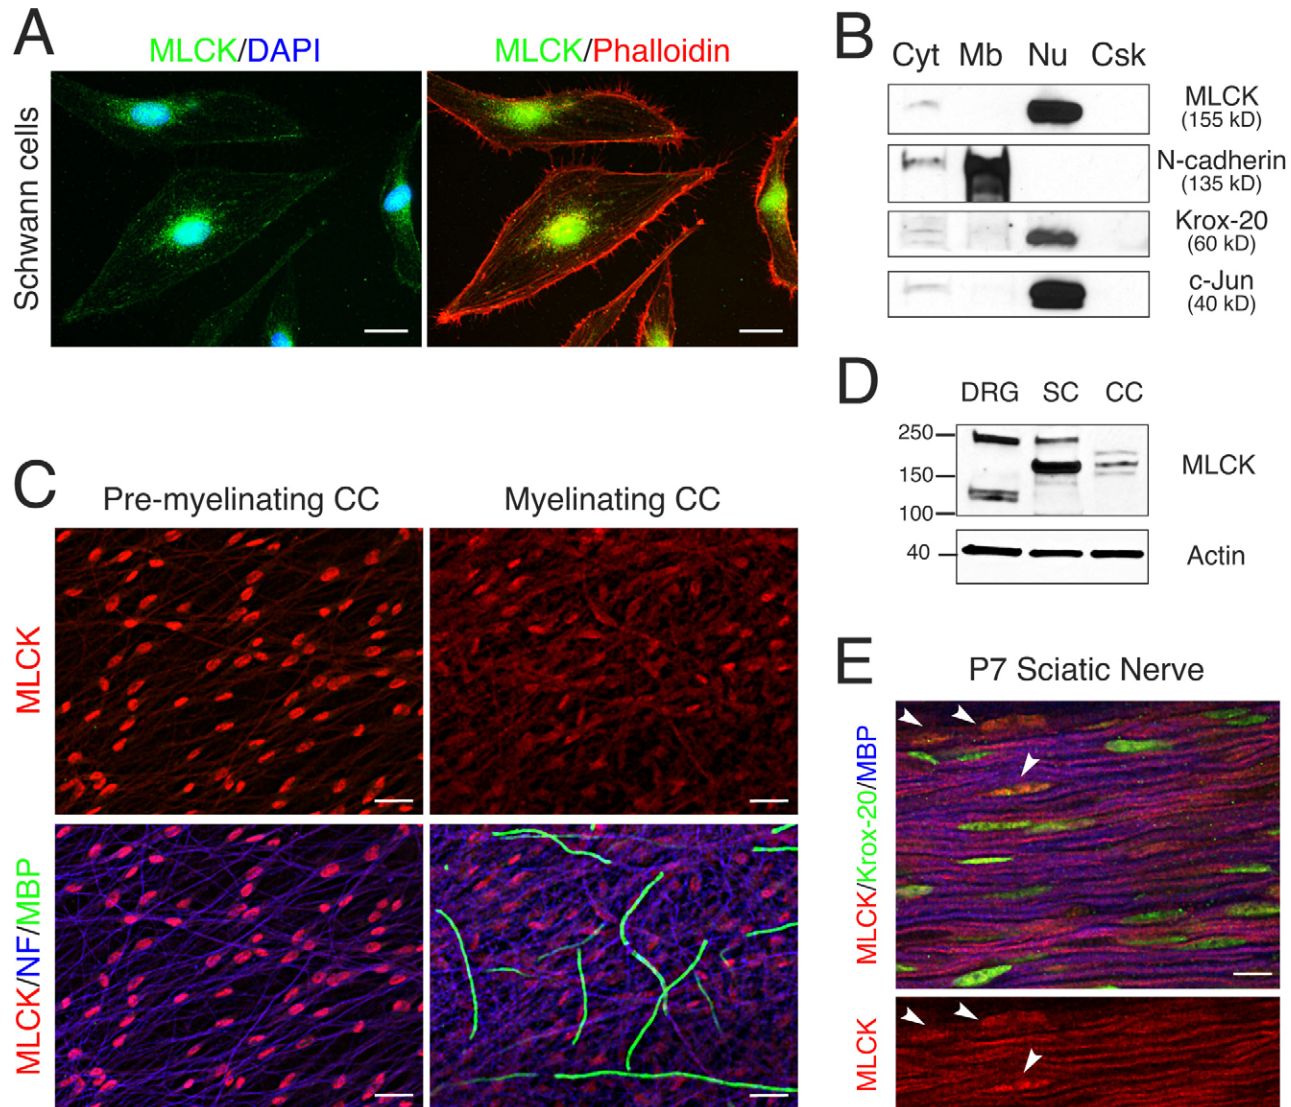 A
MLCK/DAPI
MLCK/Phalloidin
Schwann cells
B
Cyt Mb Nu Csk
MLCK
(155 kD)
N-cadherin
(135 kD)
Krox-20
(60 kD)
c-Jun
(40 kD)
C
Pre-myelinating CC
Myelinating CC
MLCK
MLCK/NF/MBP
D
DRG SC CC
250
150
100
MLCK
40
Actin
E
P7 Sciatic Nerve
MLCK/Krox-20/MBP
MLCK